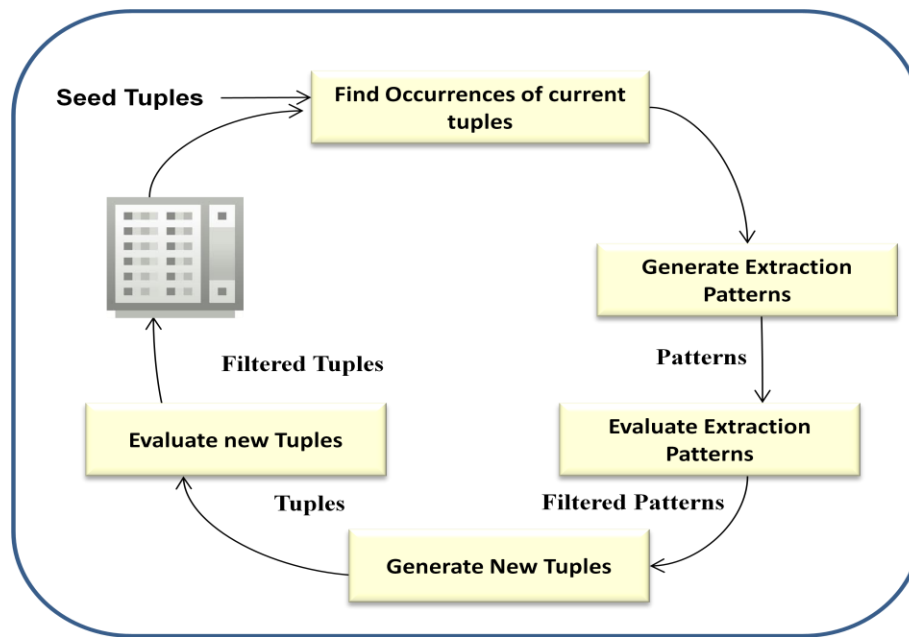 Seed Tuples
Find Occurrences of current
tuples
Generate Extraction
Patterns
Patterns
Evaluate Extraction
Patterns
Filtered Patterns
Generate New Tuples
Tuples
Evaluate new Tuples
Filtered Tuples